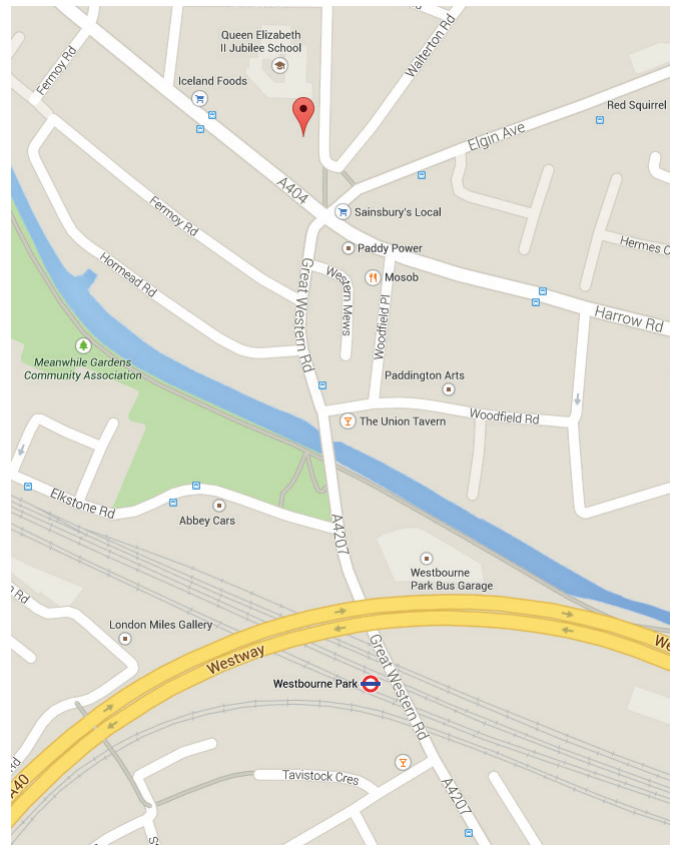 Queen Elizabeth
II Jubilee School
Fermoy Rd
Walterton Rd
Iceland Foods
Red Squirrel
Elgin Ave
A404
Fermoy Rd
Sainsbury's Local
Paddy Power
Hermes C
Hormead Rd
Great Western Rd
Western Mews
Mosob
Woodfield Pl
Harrow Rd
Meanwhile Gardens
Community Association
Paddington Arts
Woodfield Rd
The Union Tavern
Elkstone Rd
Abbey Cars
A4207
Westbourne
Park Bus Garage
n Rd
London Miles Gallery
Great Western Rd
We
Westway
Westbourne Park
Rd
A40
Tavistock Cres
A4207
S